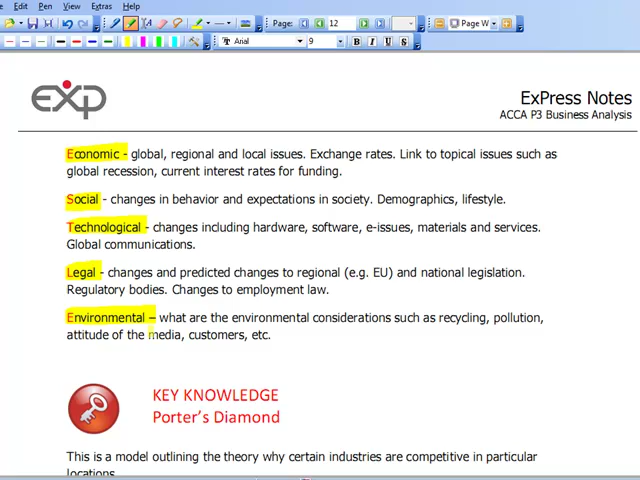 Edit Pen View Extras Help
Page: 12 Page W
Arial 9 B I U S
exp
ExPress Notes
ACCA P3 Business Analysis
Economic - global, regional and local issues. Exchange rates. Link to topical issues such as
global recession, current interest rates for funding.
Social - changes in behavior and expectations in society. Demographics, lifestyle.
Technological - changes including hardware, software, e-issues, materials and services.
Global communications.
Legal - changes and predicted changes to regional (e.g. EU) and national legislation.
Regulatory bodies. Changes to employment law.
Environmental – what are the environmental considerations such as recycling, pollution,
attitude of the media, customers, etc.
KEY KNOWLEDGE
Porter's Diamond
This is a model outlining the theory why certain industries are competitive in particular
locations.